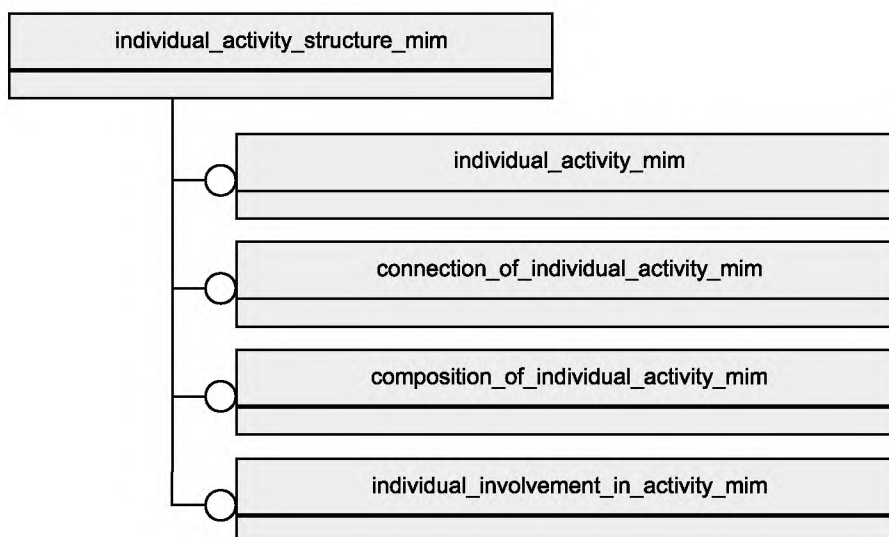 individual_activity_structure_mim
individual_activity_mim
connection_of_individual_activity_mim
composition_of_individual_activity_mim
individual_involvement_in_activity_mim